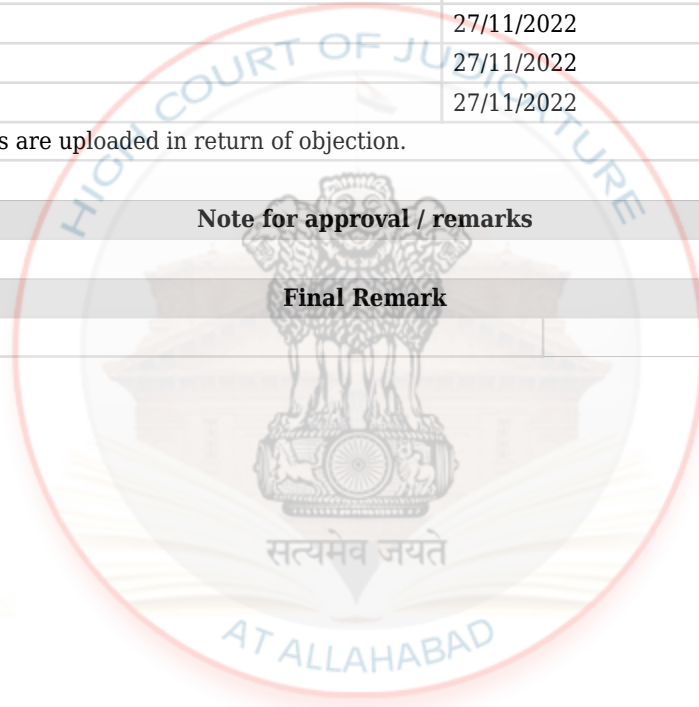 27/11/2022
27/11/2022
27/11/2022
s are uploaded in return of objection.
Note for approval / remarks
Final Remark
HIGH COURT OF JUDICATURE
सत्यमेव जयते
AT ALLAHABAD